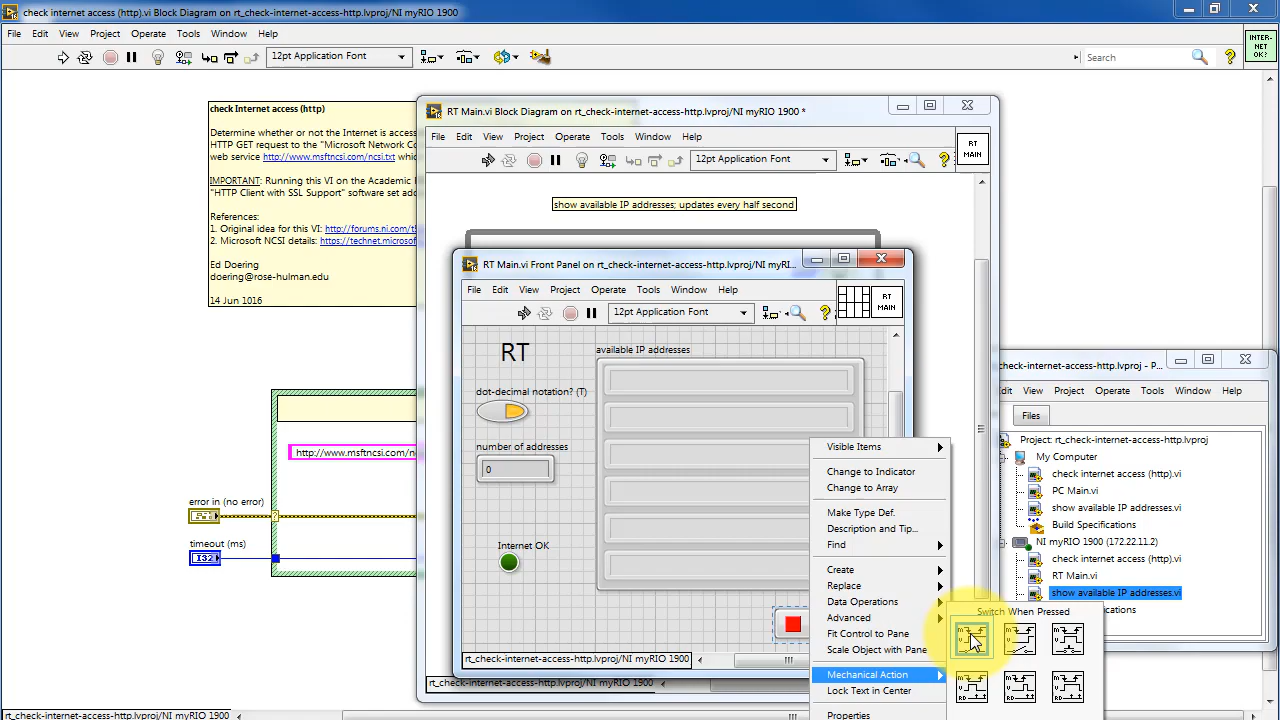 check internet access (http).vi Block Diagram on rt_check-internet-access-http.lvproj/NI myRIO 1900
File Edit View Project Operate Tools Window Help
12pt Application Font
Search
INTER-
NET
OK?
check Internet access (http)
Determine whether or not the Internet is access
HTTP GET request to the "Microsoft Network Co
web service http://www.msftncsi.com/ncsi.txt whic
IMPORTANT: Running this VI on the Academic R
"HTTP Client with SSL Support" software set add
References:
1. Original idea for this VI: http://forums.ni.com/t5
2. Microsoft NCSI details: https://technet.microsof
Ed Doering
doering@rose-hulman.edu
14 Jun 1016
http://www.msftncsi.com/nc
error in (no error)
timeout (ms)
I32
RT Main.vi Block Diagram on rt_check-internet-access-http.lvproj/NI myRIO 1900 *
File Edit View Project Operate Tools Window Help
12pt Application Font
RT
MAIN
show available IP addresses; updates every half second
RT Main.vi Front Panel on rt_check-internet-access-http.lvproj/NI myRI...
File Edit View Project Operate Tools Window Help
12pt Application Font
RT
MAIN
RT
available IP addresses
dot-decimal notation? (T)
number of addresses
0
Internet OK
rt_check-internet-access-http.lvproj/NI myRIO 1900
rt_check-internet-access-http.lvproj/NI myRIO 1900
Visible Items
Change to Indicator
Change to Array
Make Type Def.
Description and Tip...
Find
Create
Replace
Data Operations
Advanced
Fit Control to Pane
Scale Object with Pane
Mechanical Action
Lock Text in Center
Properties
Switch When Pressed
check-internet-access-http.lvproj - P...
dit View Project Operate Tools Window Help
Files
Project: rt_check-internet-access-http.lvproj
My Computer
check internet access (http).vi
PC Main.vi
show available IP addresses.vi
Build Specifications
NI myRIO 1900 (172.22.11.2)
check internet access (http).vi
RT Main.vi
show available IP addresses.vi
ecifications